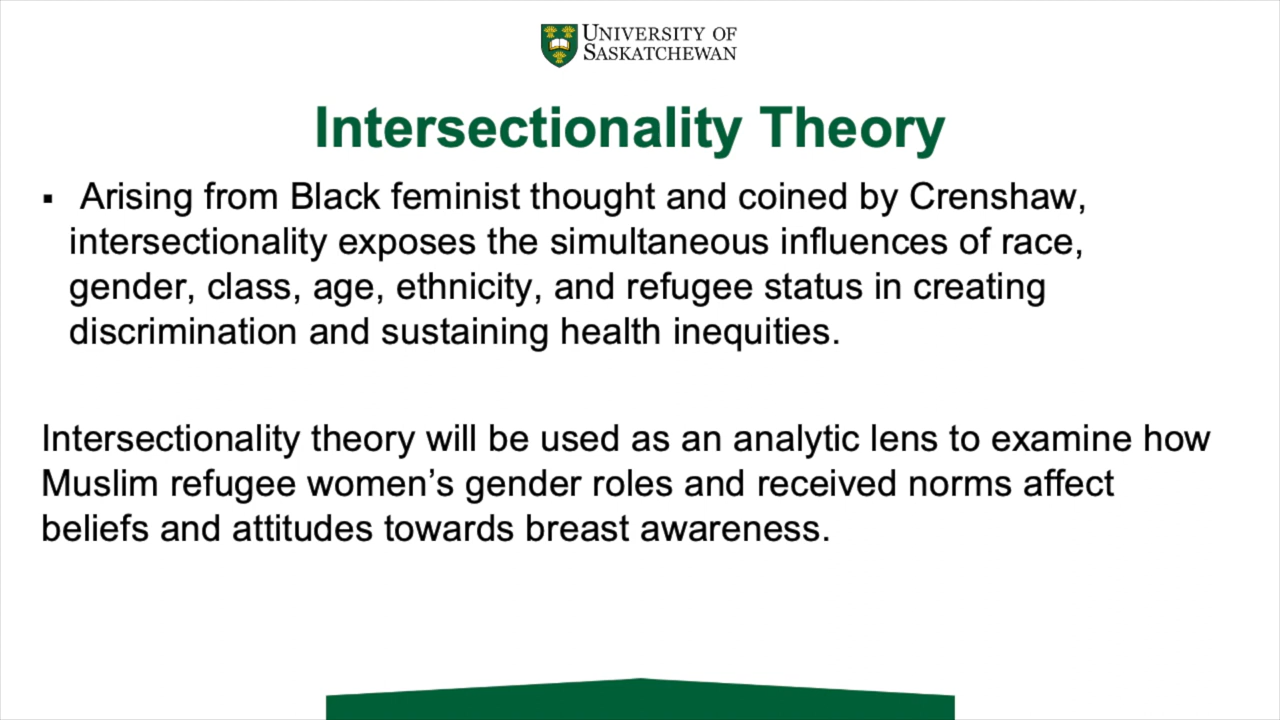 UNIVERSITY OF
SASKATCHEWAN
Intersectionality Theory
▪ Arising from Black feminist thought and coined by Crenshaw,
intersectionality exposes the simultaneous influences of race,
gender, class, age, ethnicity, and refugee status in creating
discrimination and sustaining health inequities.
Intersectionality theory will be used as an analytic lens to examine how
Muslim refugee women’s gender roles and received norms affect
beliefs and attitudes towards breast awareness.